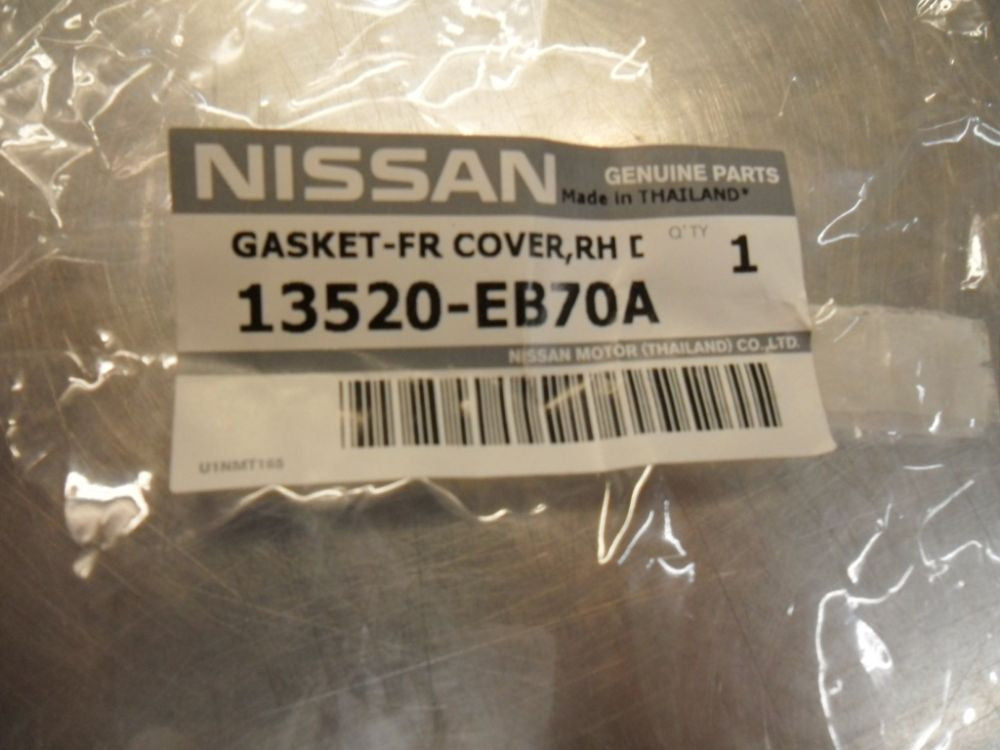 NISSAN GENUINE PARTS
Made in THAILAND*
GASKET-FR COVER,RH D Q'TY 1
13520-EB70A
NISSAN MOTOR (THAILAND) CO.,LTD.
U1NMT165